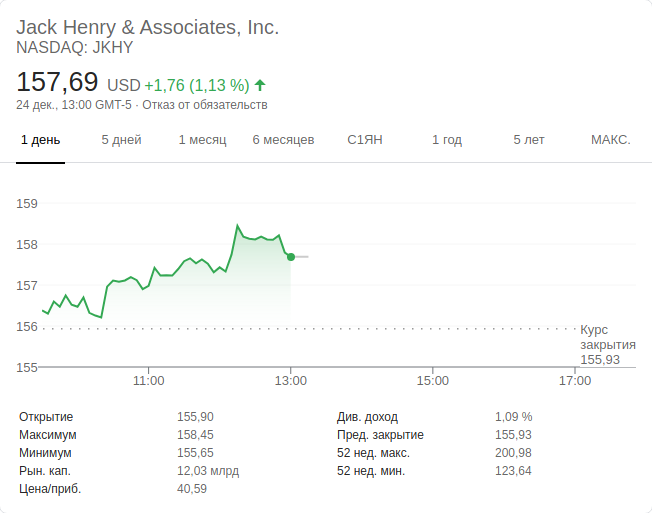 Jack Henry & Associates, Inc.
NASDAQ: JKHY
157,69 USD +1,76 (1,13 %)
24 дек., 13:00 GMT-5 · Отказ от обязательств
1 день 5 дней 1 месяц 6 месяцев С1ЯН 1 год 5 лет МАКС.
159
158
157
156
Курс
закрытия
155,93
155
11:00 13:00 15:00 17:00
Открытие 155,90 Див. доход 1,09 %
Максимум 158,45 Пред. закрытие 155,93
Минимум 155,65 52 нед. макс. 200,98
Рын. кап. 12,03 млрд 52 нед. мин. 123,64
Цена/приб. 40,59